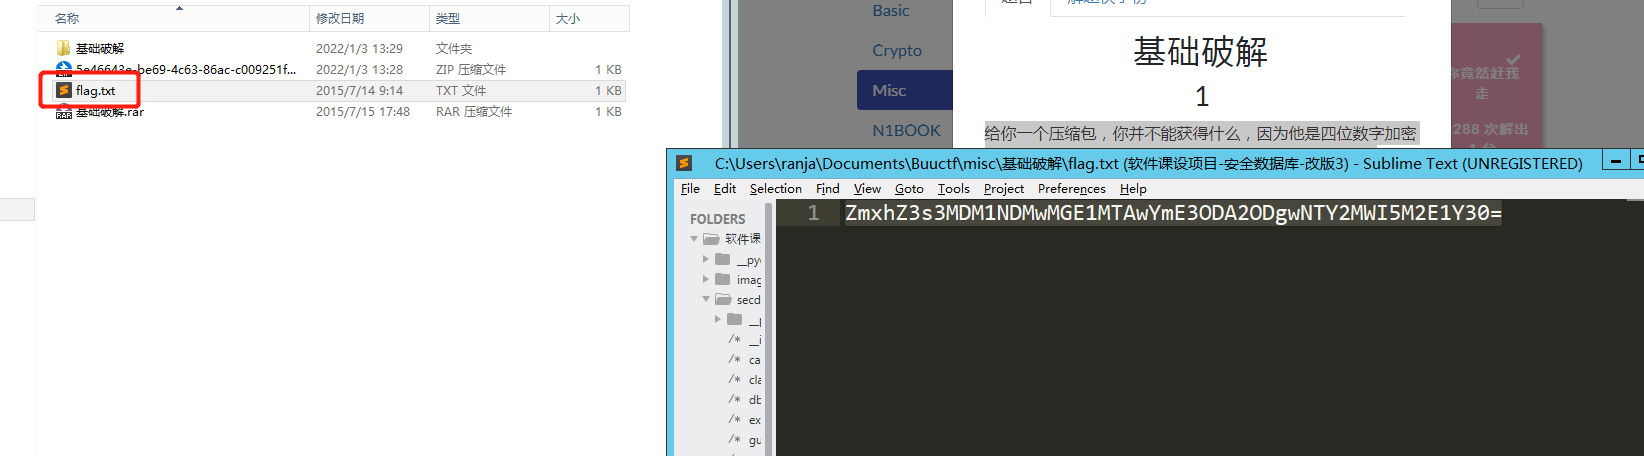 名称 修改日期 类型 大小
基础破解 2022/1/3 13:29 文件夹
5e46643e-be69-4c63-86ac-c009251f... 2022/1/3 13:28 ZIP 压缩文件 1 KB
flag.txt 2015/7/14 9:14 TXT 文件 1 KB
基础破解.rar 2015/7/15 17:48 RAR 压缩文件 1 KB
Basic
Crypto
Misc
N1BOOK
基础破解
1
给你一个压缩包，你并不能获得什么，因为他是四位数字加密
你竟然赶我
走
288 次解出
C:\Users\ranja\Documents\Buuctf\misc\基础破解\flag.txt (软件课设项目-安全数据库-改版3) - Sublime Text (UNREGISTERED)
File Edit Selection Find View Goto Tools Project Preferences Help
FOLDERS
软件课
__pyc
imag
secd
__p
/* __i
/* ca
/* cla
/* db
/* ex
/* gu
1 ZmxhZ3s3MDM1NDMwMGE1MTAwYmE3ODA2ODgwNTY2MWI5M2E1Y30=